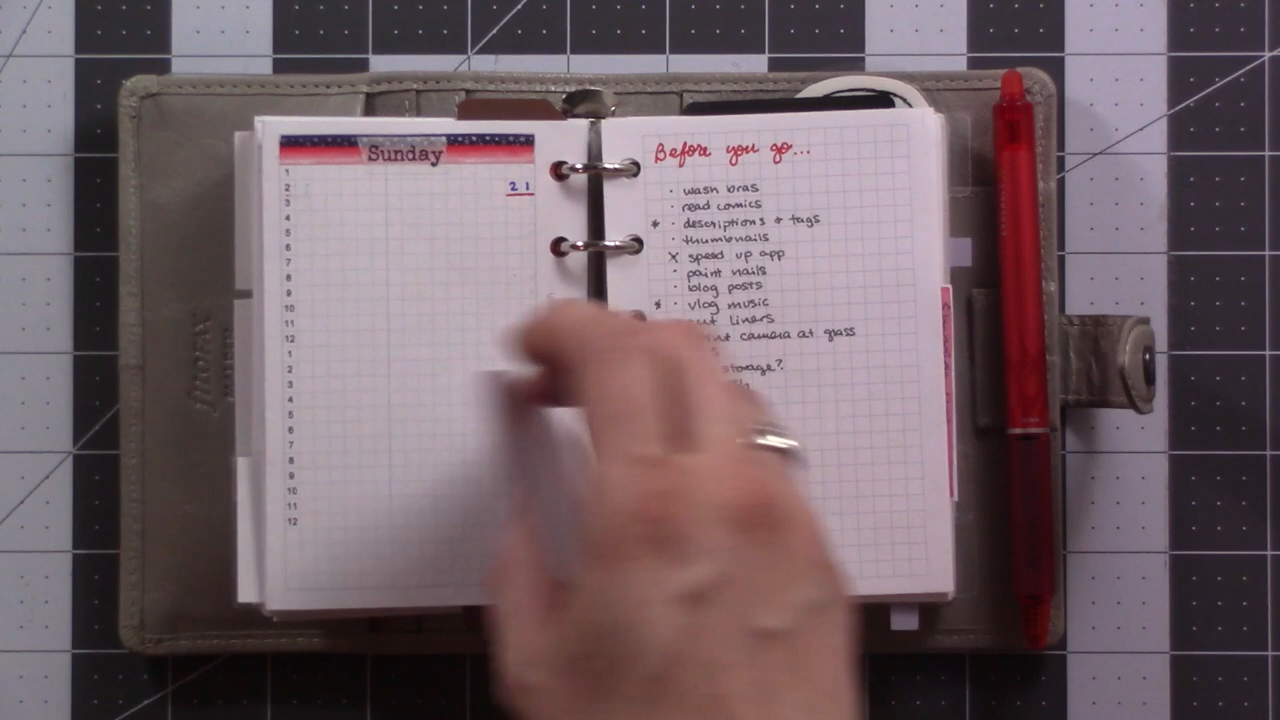 Sunday
21
1
2
3
4
5
6
7
8
9
10
11
12
1
2
3
4
5
6
7
8
9
10
11
12
Before you go...
· wash bras
· read comics
* · descriptions + tags
· thumbnails
x speed up app
· paint nails
· blog posts
* · vlog music
liners
camera at glass
storage?